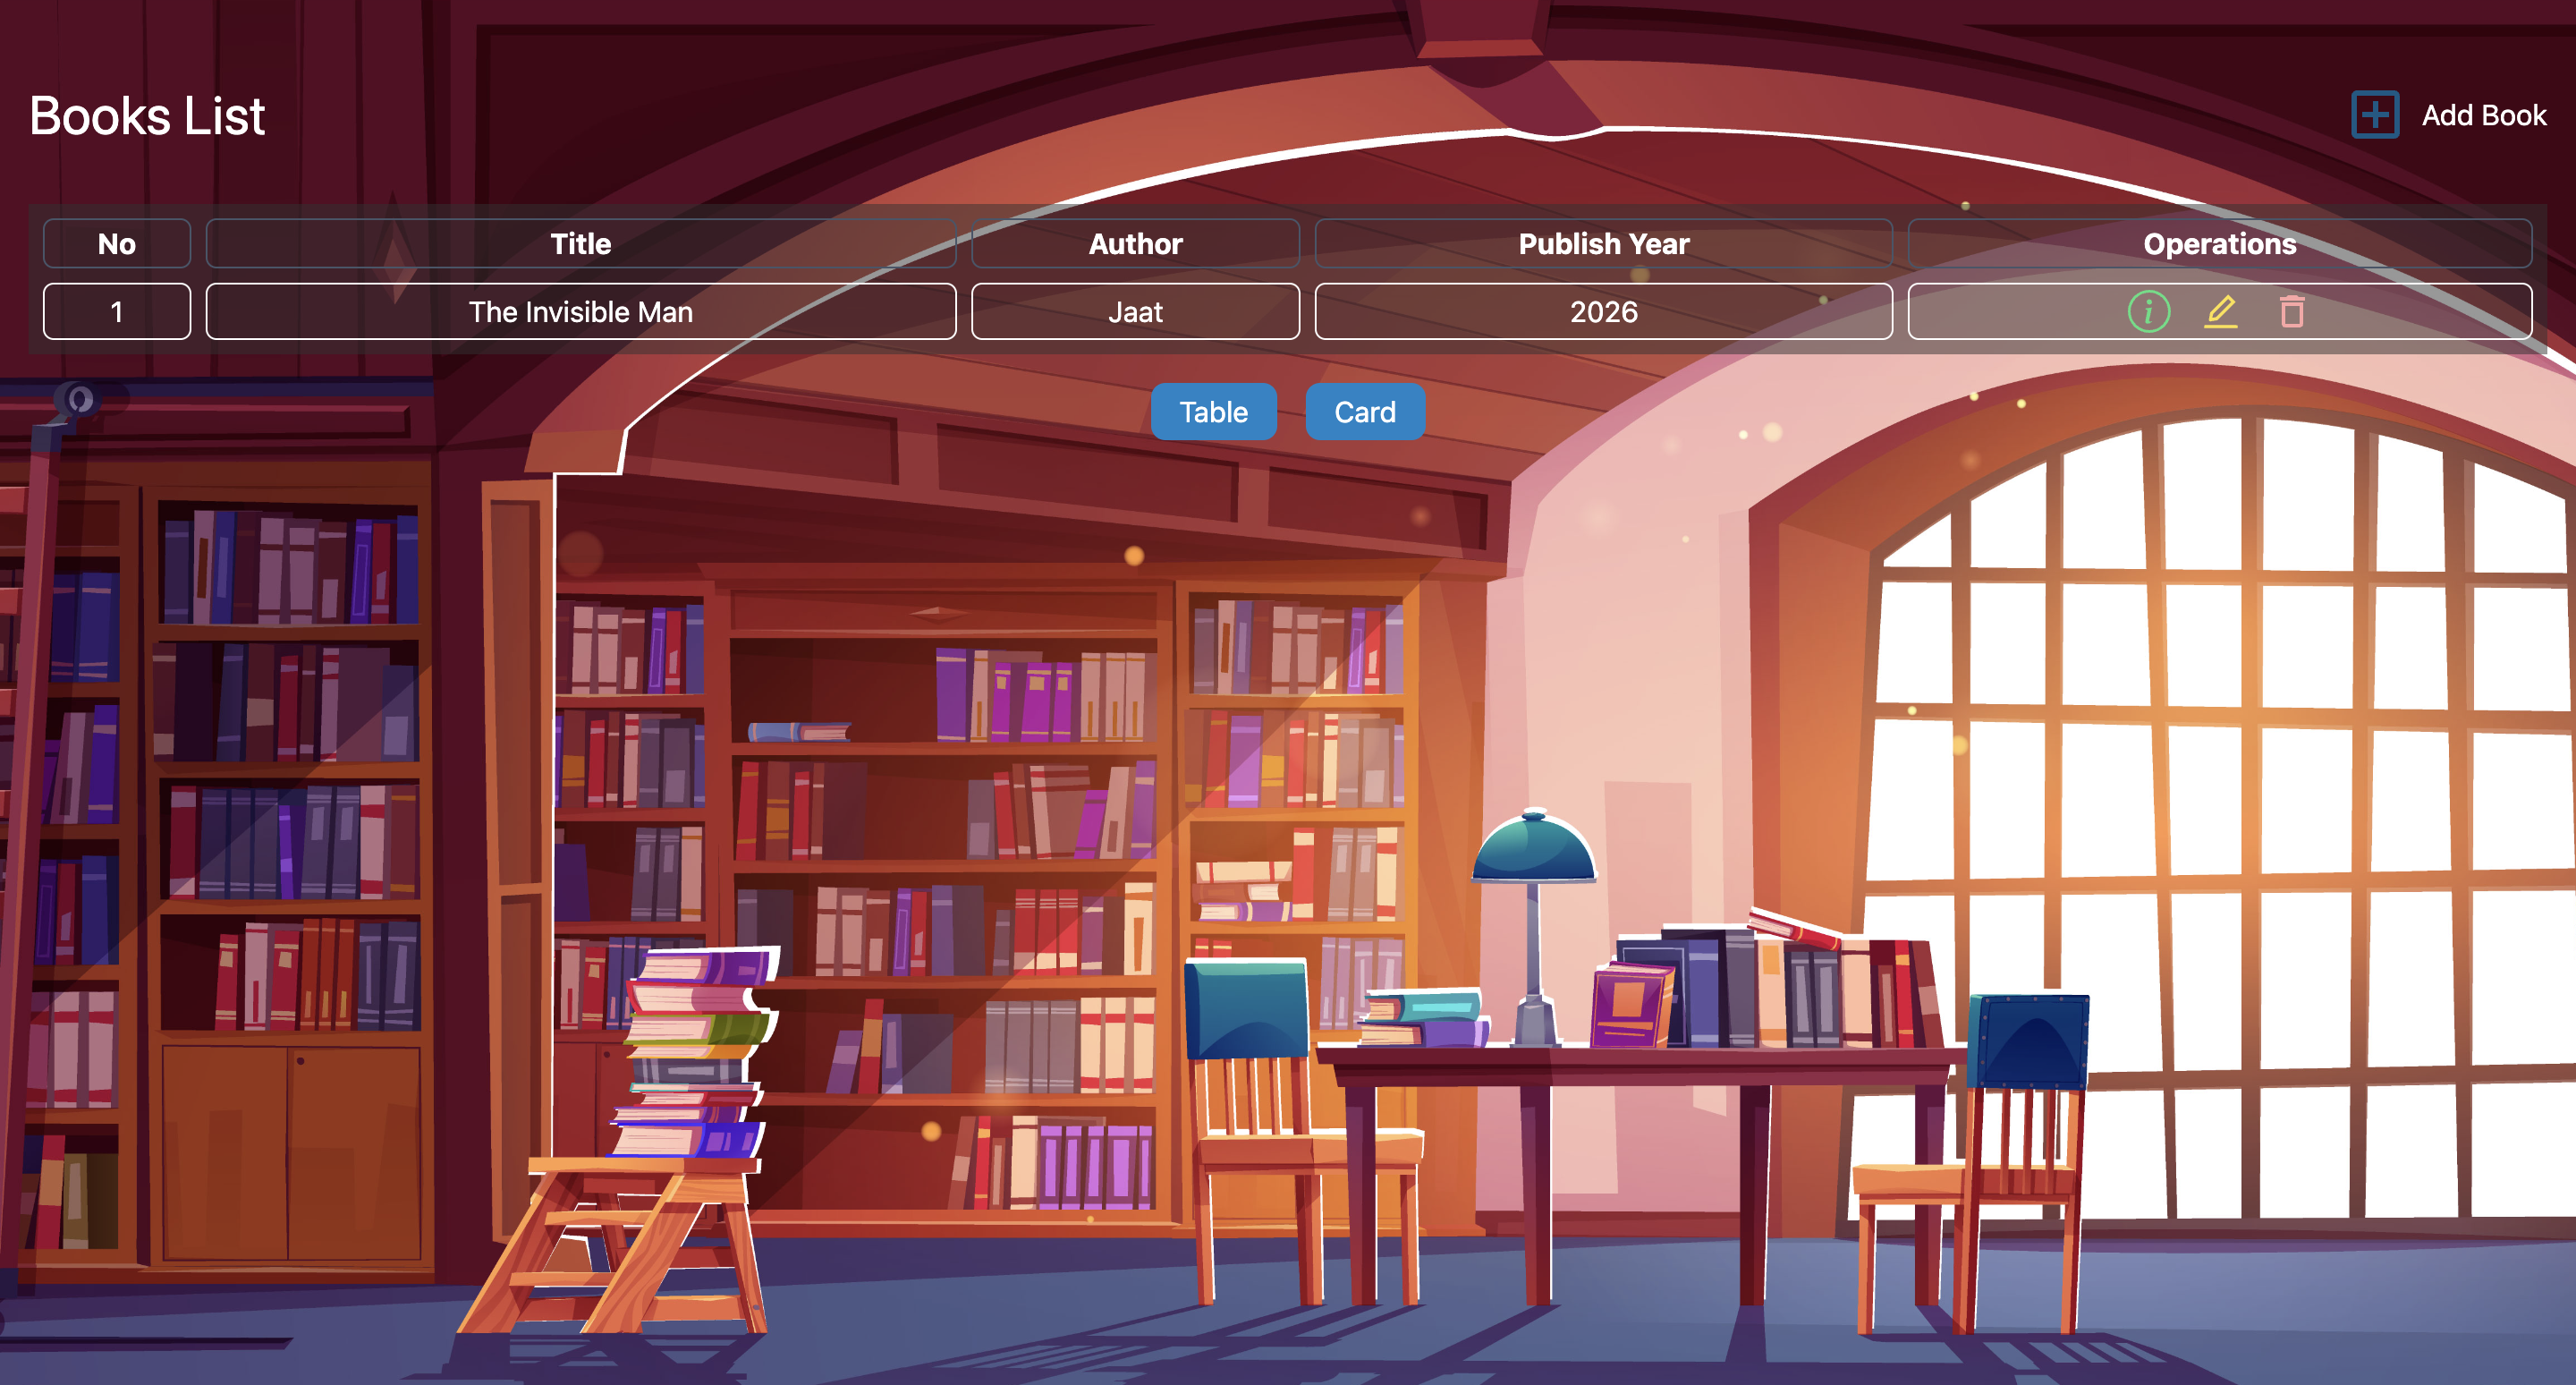 Books List
Add Book
No Title Author Publish Year Operations
1 The Invisible Man Jaat 2026
Table Card